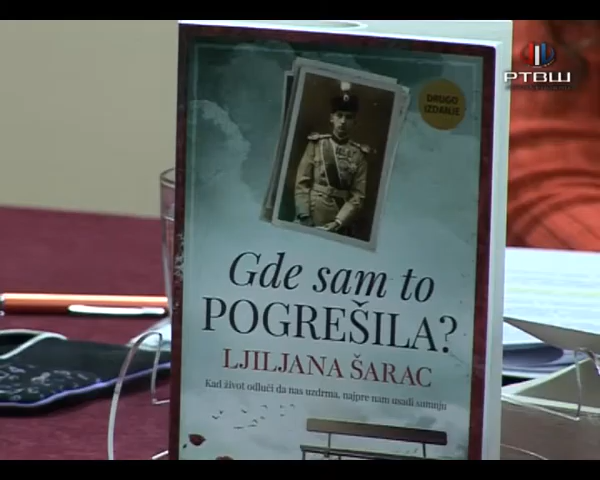 РТВШ
DRUGO
IZDANJE
Gde sam to
POGREŠILA?
LJILJANA ŠARAC
Kad život odluči da nas uzdrma, najpre nam usadi sumnju